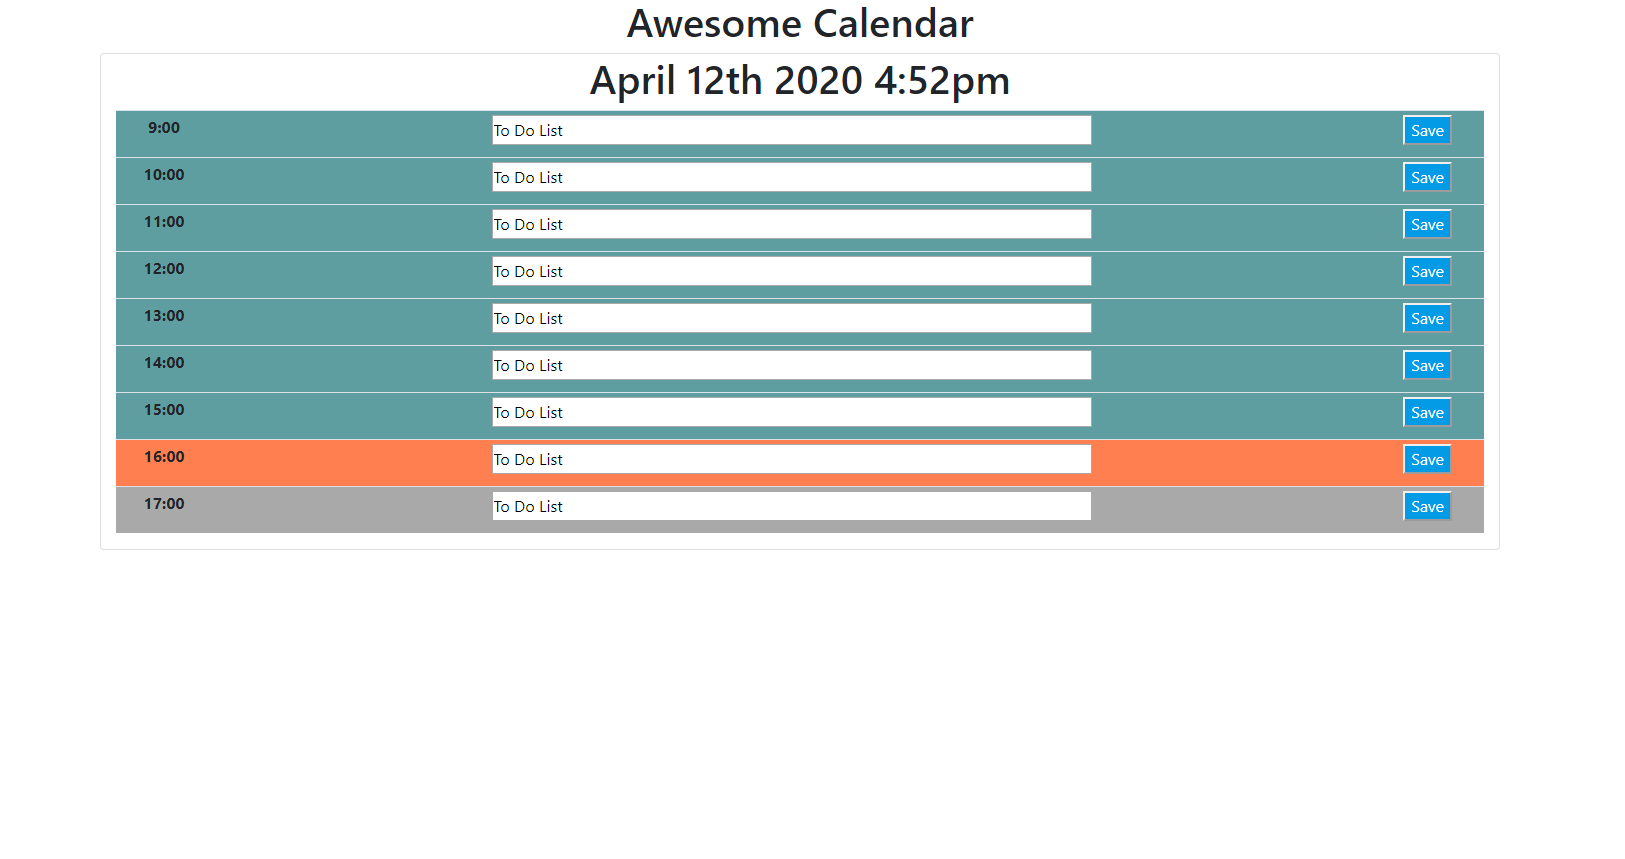 Awesome Calendar
April 12th 2020 4:52pm
9:00 To Do List Save
10:00 To Do List Save
11:00 To Do List Save
12:00 To Do List Save
13:00 To Do List Save
14:00 To Do List Save
15:00 To Do List Save
16:00 To Do List Save
17:00 To Do List Save